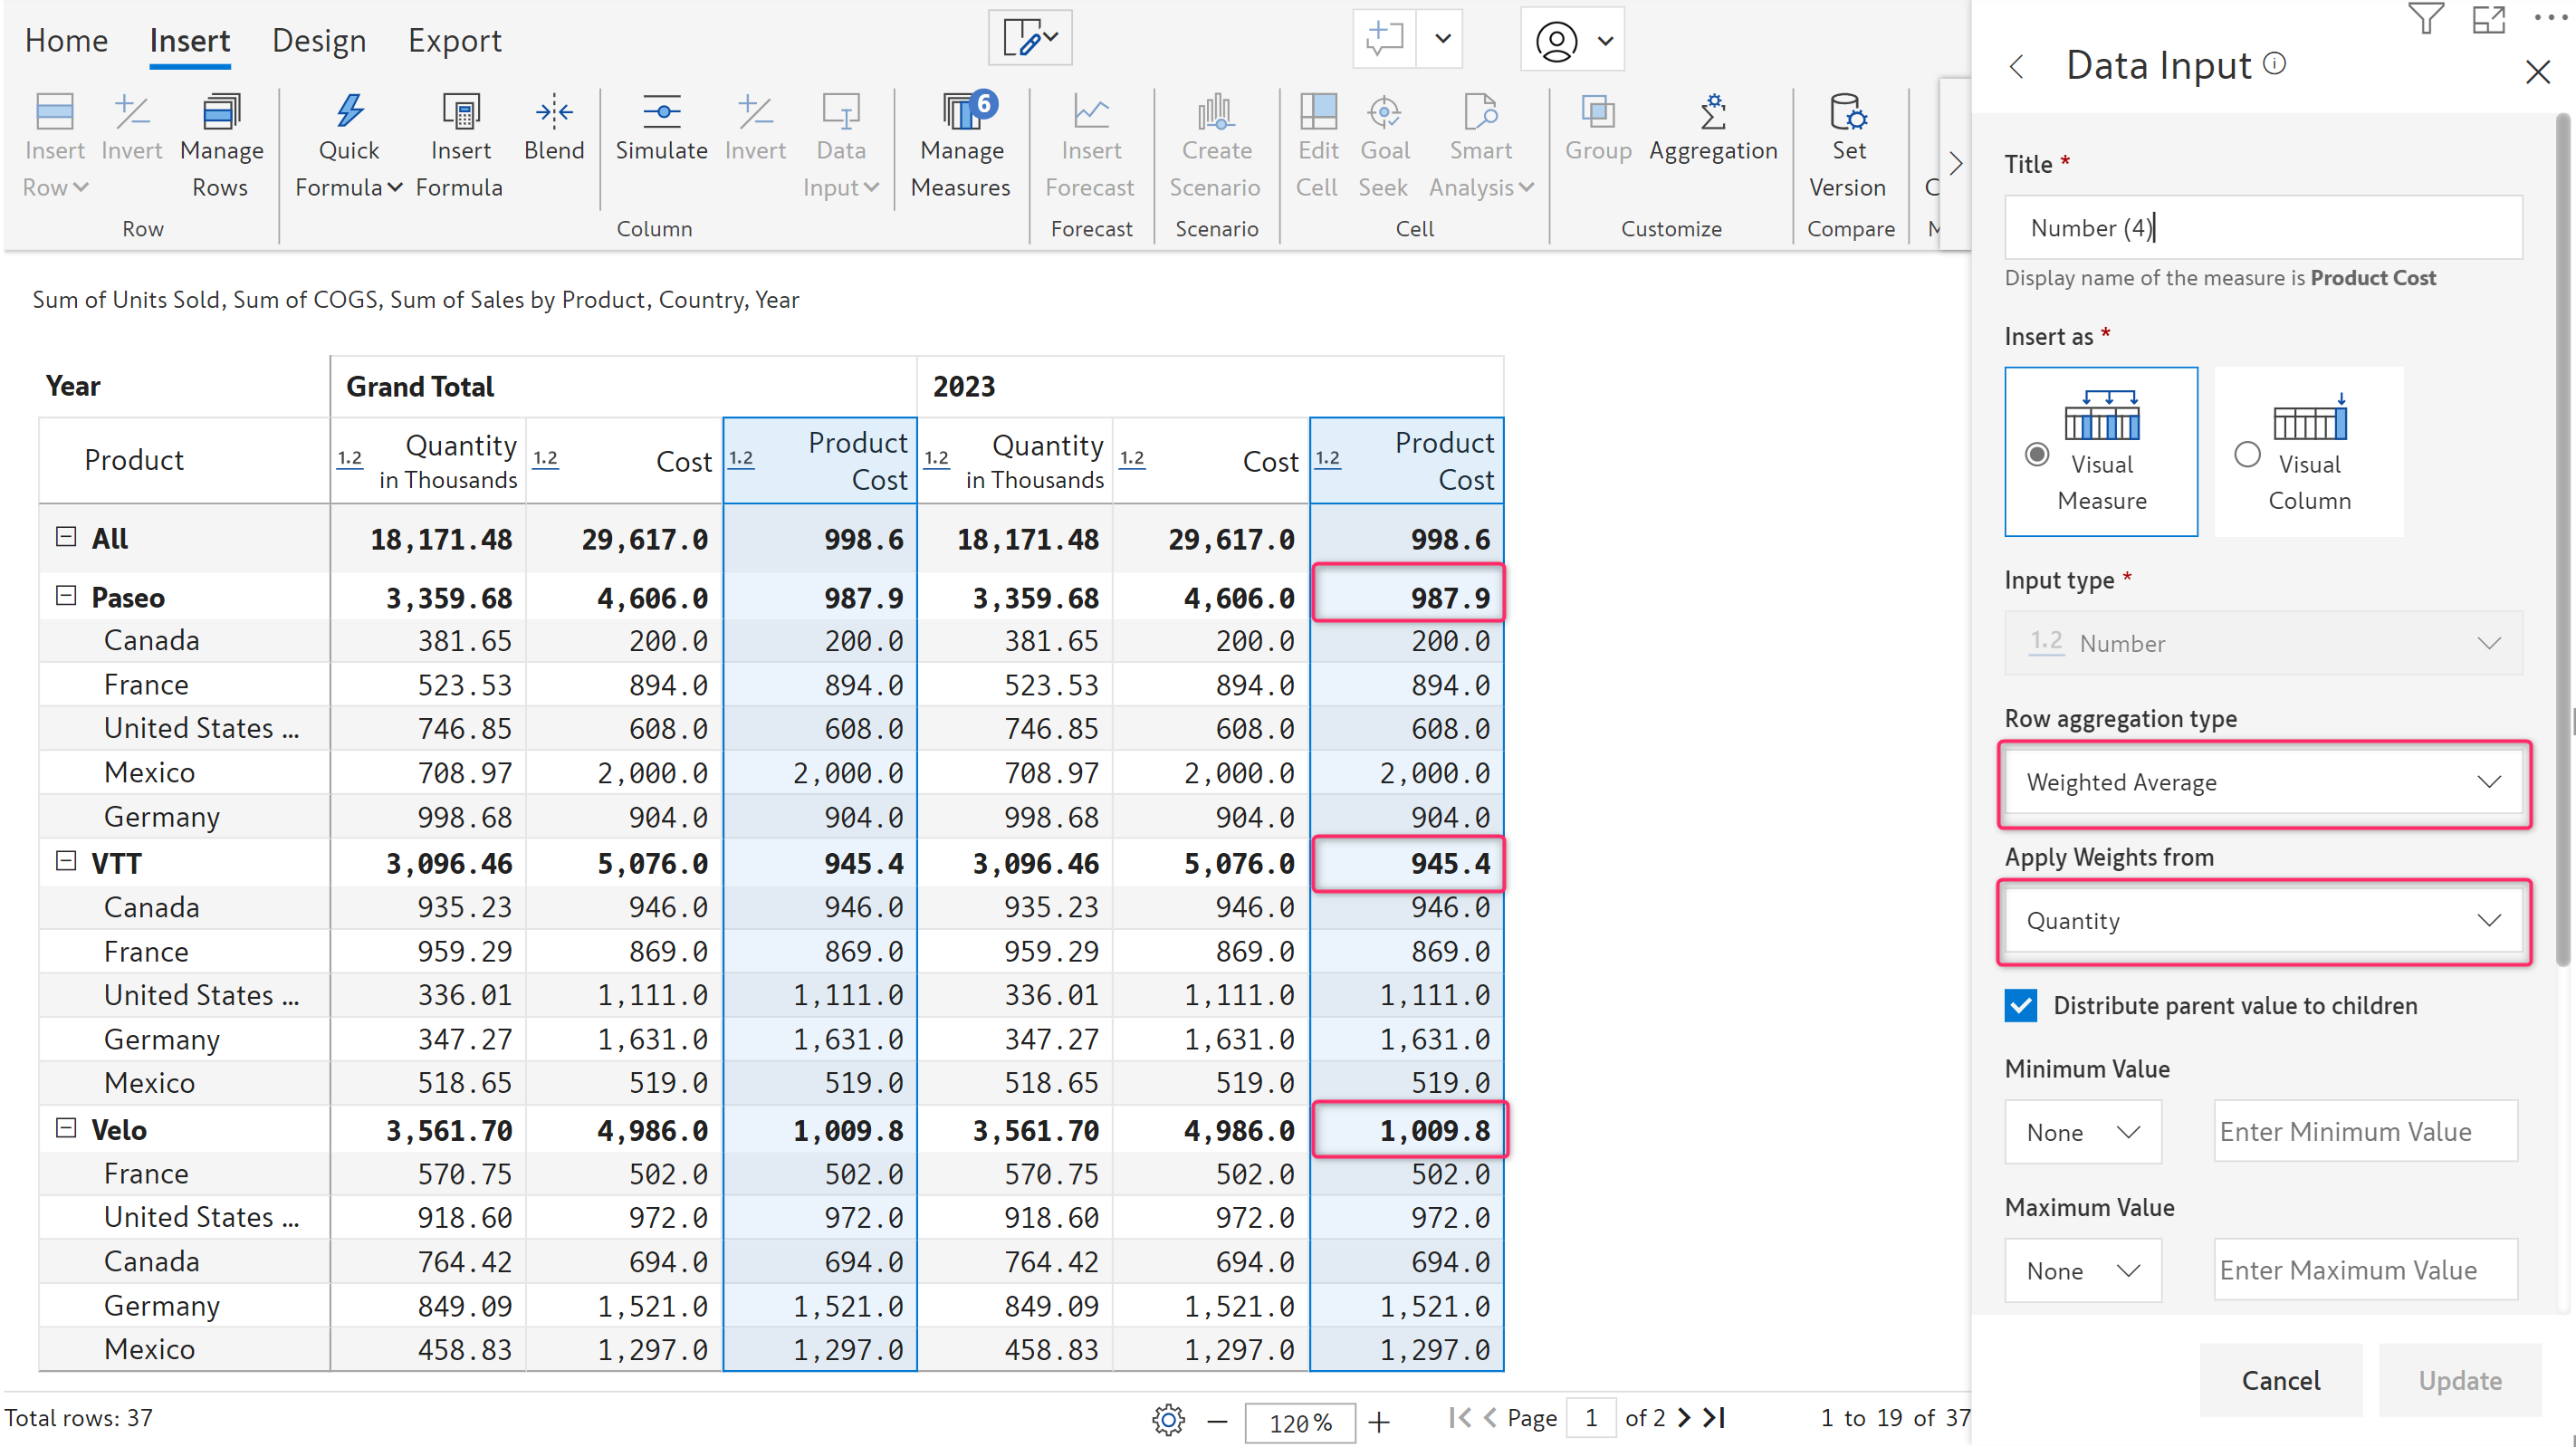 Home Insert Design Export
Insert Row Invert Manage Rows Quick Formula Insert Formula Blend Simulate Invert Data Input Manage Measures 6 Insert Forecast Create Scenario Edit Cell Goal Seek Smart Analysis Group Aggregation Set Version C
Row Column Forecast Scenario Cell Customize Compare
Sum of Units Sold, Sum of COGS, Sum of Sales by Product, Country, Year
Year Grand Total 2023
Product 1.2 Quantity in Thousands 1.2 Cost 1.2 Product Cost 1.2 Quantity in Thousands 1.2 Cost 1.2 Product Cost
All 18,171.48 29,617.0 998.6 18,171.48 29,617.0 998.6
Paseo 3,359.68 4,606.0 987.9 3,359.68 4,606.0 987.9
Canada 381.65 200.0 200.0 381.65 200.0 200.0
France 523.53 894.0 894.0 523.53 894.0 894.0
United States ... 746.85 608.0 608.0 746.85 608.0 608.0
Mexico 708.97 2,000.0 2,000.0 708.97 2,000.0 2,000.0
Germany 998.68 904.0 904.0 998.68 904.0 904.0
VTT 3,096.46 5,076.0 945.4 3,096.46 5,076.0 945.4
Canada 935.23 946.0 946.0 935.23 946.0 946.0
France 959.29 869.0 869.0 959.29 869.0 869.0
United States ... 336.01 1,111.0 1,111.0 336.01 1,111.0 1,111.0
Germany 347.27 1,631.0 1,631.0 347.27 1,631.0 1,631.0
Mexico 518.65 519.0 519.0 518.65 519.0 519.0
Velo 3,561.70 4,986.0 1,009.8 3,561.70 4,986.0 1,009.8
France 570.75 502.0 502.0 570.75 502.0 502.0
United States ... 918.60 972.0 972.0 918.60 972.0 972.0
Canada 764.42 694.0 694.0 764.42 694.0 694.0
Germany 849.09 1,521.0 1,521.0 849.09 1,521.0 1,521.0
Mexico 458.83 1,297.0 1,297.0 458.83 1,297.0 1,297.0
Total rows: 37 120% Page 1 of 2 1 to 19 of 37
Data Input
Title *
Number (4)
Display name of the measure is Product Cost
Insert as *
Visual Measure
Visual Column
Input type *
1.2 Number
Row aggregation type
Weighted Average
Apply Weights from
Quantity
Distribute parent value to children
Minimum Value
None Enter Minimum Value
Maximum Value
None Enter Maximum Value
Cancel Update